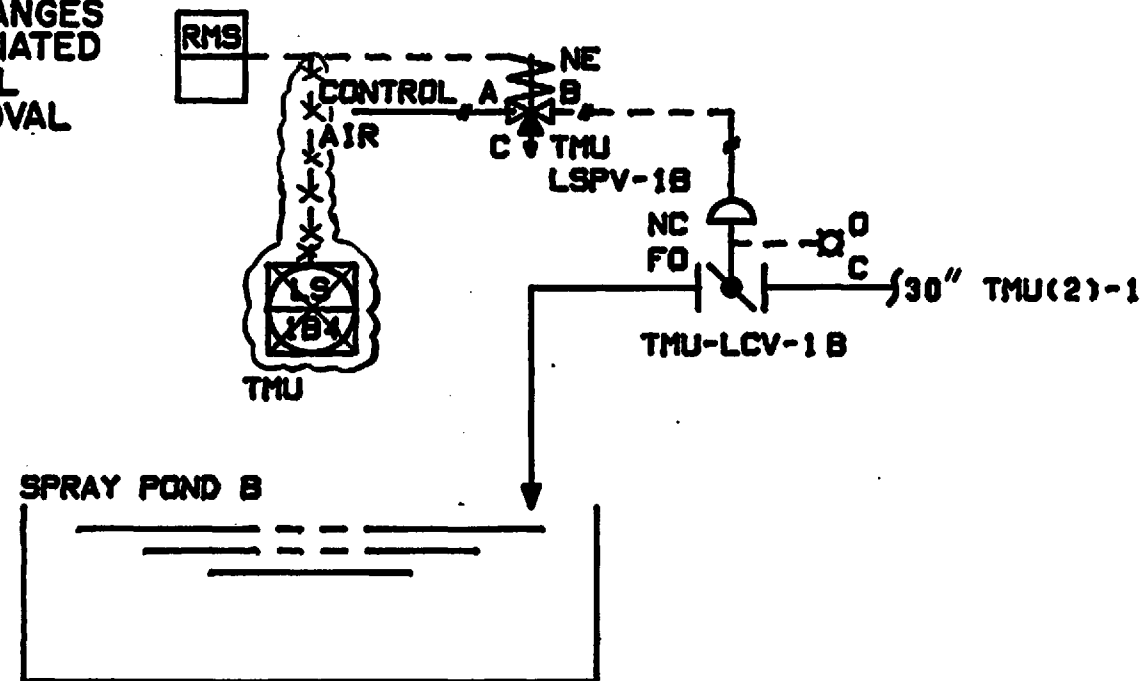 ANGES
NATED
L
OVAL
RMS
CONTROL
AIR
A
NE
B
C
TMU
LSPV-1B
NC
FO
O
C
30" TMU(2)-1
TMU-LCV-1B
LS
1B4
TMU
SPRAY POND B